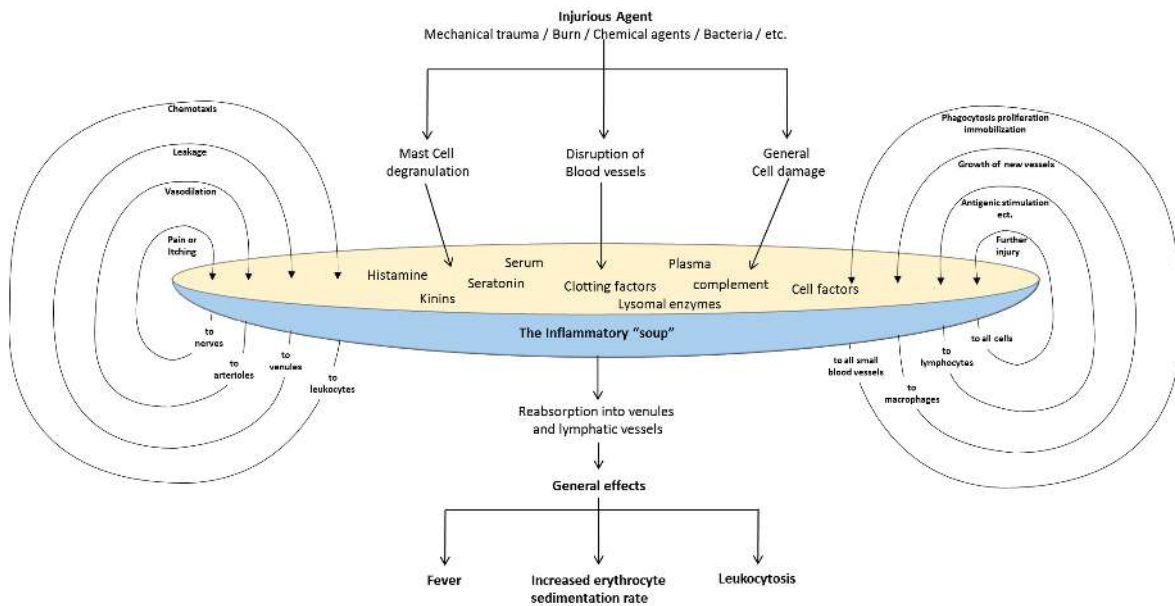 Injurious Agent
Mechanical trauma / Burn / Chemical agents / Bacteria / etc.
Chemotaxis
Leakage
Vasodilation
Pain or
Itching
Mast Cell
degranulation
Disruption of
Blood vessels
General
Cell damage
Phagocytosis proliferation
immobilization
Growth of new vessels
Antigenic stimulation
ect.
Further
injury
Histamine
Kinins
Serum
Seratonin
Clotting factors
Lysomal enzymes
Plasma
complement
Cell factors
The Inflammatory “soup”
to
nerves
to
arterioles
to
venules
to
leukocytes
to all small
blood vessels
to
macrophages
to
lymphocytes
to all cells
Reabsorption into venules
and lymphatic vessels
General effects
Fever
Increased erythrocyte
sedimentation rate
Leukocytosis